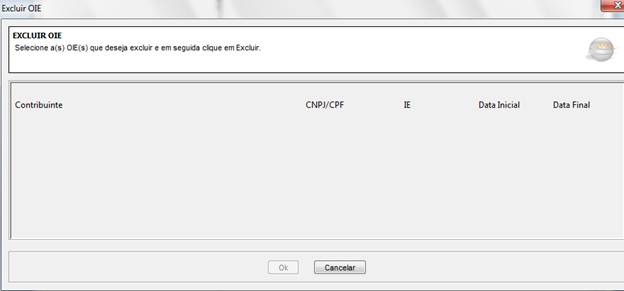 Excluir OIE
EXCLUIR OIE
Selecione a(s) OIE(s) que deseja excluir e em seguida clique em Excluir.
Contribuinte CNPJ/CPF IE Data Inicial Data Final
Ok Cancelar